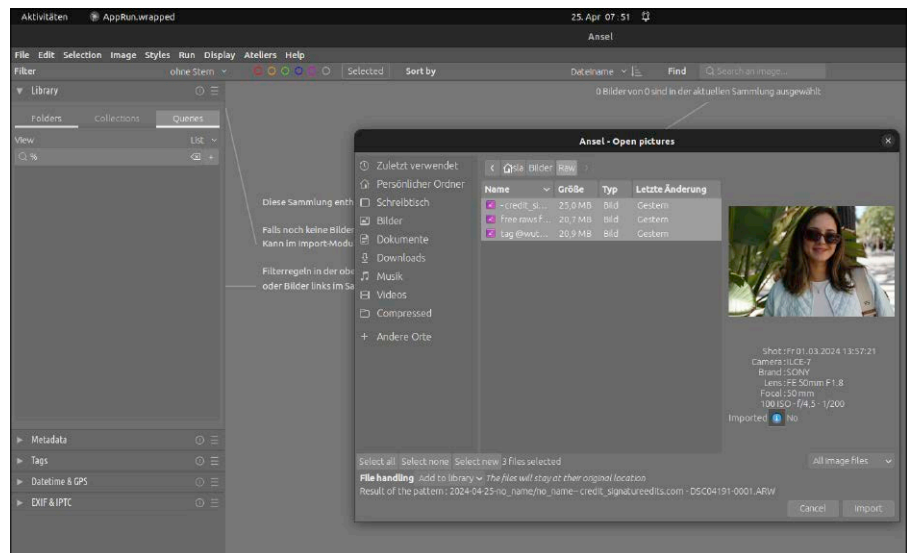 Aktivitäten AppRun.wrapped 25. Apr 07:51
Ansel
File Edit Selection Image Styles Run Display Ateliers Help
Filter ohne Stern Selected Sort by Dateiname Find Search an image...
Library
0 Bilder von 0 sind in der aktuellen Sammlung ausgewählt
Folders Collections Queries
View List
%
Diese Sammlung enth
Falls noch keine Bilder
Kann im Import-Modu
Filterregeln in der obe
oder Bilder links im Sa
Metadata
Tags
Datetime & GPS
EXIF & IPTC
Ansel - Open pictures
Zuletzt verwendet
Persönlicher Ordner
Schreibtisch
Bilder
Dokumente
Downloads
Musik
Videos
Compressed
Andere Orte
sla Bilder Raw
Name Größe Typ Letzte Änderung
-credit_si... 25,0 MB Bild Gestern
free raws f... 20,7 MB Bild Gestern
tag @wut... 20,9 MB Bild Gestern
Shot : Fr 01.03.2024 13:57:21
Camera : ILCE-7
Brand : SONY
Lens : FE 50mm F1.8
Focal : 50 mm
100 ISO - f/4,5 - 1/200
Imported No
Select all Select none Select new 3 files selected
All image files
File handling Add to library The files will stay at their original location
Result of the pattern : 2024-04-25-no_name/no_name-- credit_signatureedits.com - DSC04191-0001.ARW
Cancel Import